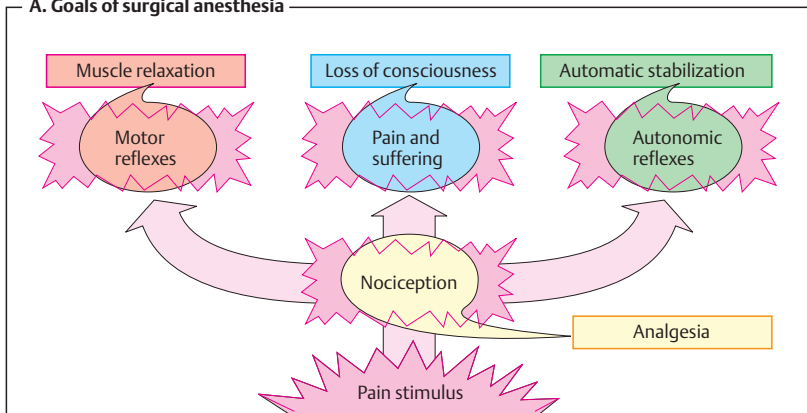 A. Goals of surgical anesthesia
Muscle relaxation
Loss of consciousness
Automatic stabilization
Motor
reflexes
Pain and
suffering
Autonomic
reflexes
Nociception
Analgesia
Pain stimulus